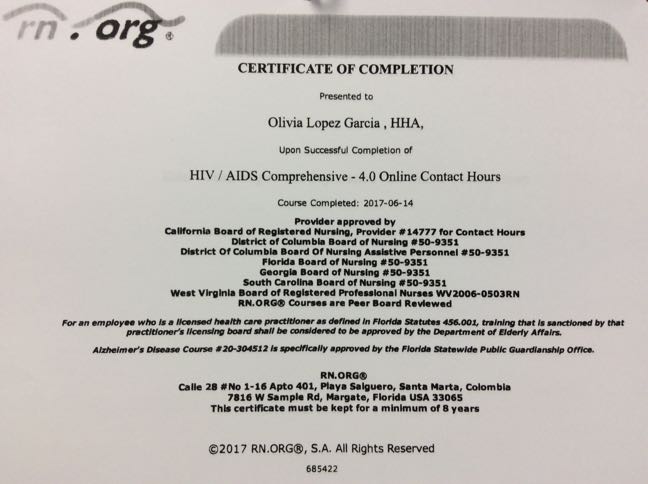 rn.org®
CERTIFICATE OF COMPLETION
Presented to
Olivia Lopez Garcia , HHA,
Upon Successful Completion of
HIV / AIDS Comprehensive - 4.0 Online Contact Hours
Course Completed: 2017-06-14
Provider approved by
California Board of Registered Nursing, Provider #14777 for Contact Hours
District of Columbia Board of Nursing #50-9351
District Of Columbia Board Of Nursing Assistive Personnel #50-9351
Florida Board of Nursing #50-9351
Georgia Board of Nursing #50-9351
South Carolina Board of Nursing #50-9351
West Virginia Board of Registered Professional Nurses WV2006-0503RN
RN.ORG® Courses are Peer Board Reviewed
For an employee who is a licensed health care practitioner as defined in Florida Statutes 456.001, training that is sanctioned by that
practitioner's licensing board shall be considered to be approved by the Department of Elderly Affairs.
Alzheimer's Disease Course #20-304512 is specifically approved by the Florida Statewide Public Guardianship Office.
RN.ORG®
Calle 28 #No 1-16 Apto 401, Playa Salguero, Santa Marta, Colombia
7816 W Sample Rd, Margate, Florida USA 33065
This certificate must be kept for a minimum of 8 years
©2017 RN.ORG®, S.A. All Rights Reserved
685422